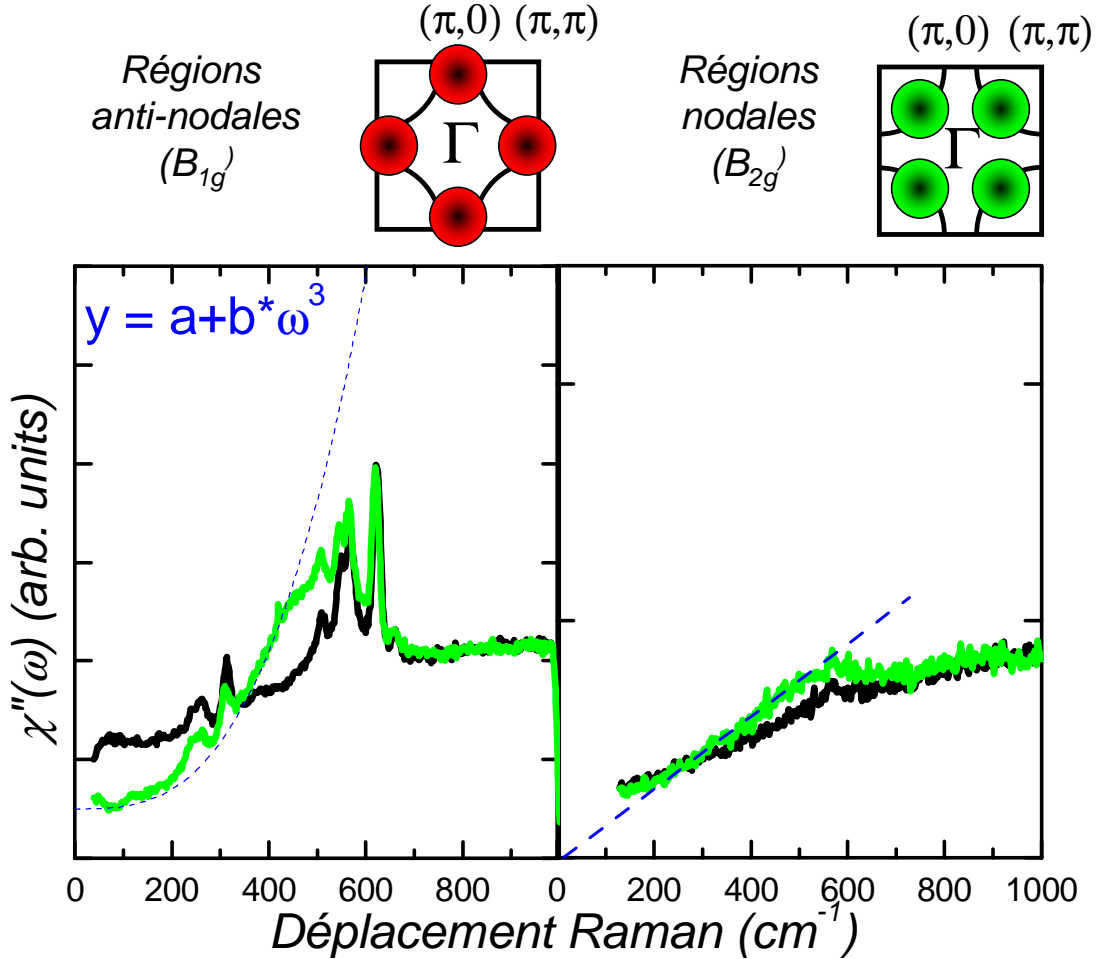 (π,0) (π,π)
Régions
anti-nodales
(B1g)
Γ
(π,0) (π,π)
Régions
nodales
(B2g)
Γ
y = a+b*ω³
χ''(ω) (arb. units)
0 200 400 600 800 0 200 400 600 800 1000
Déplacement Raman (cm⁻¹)